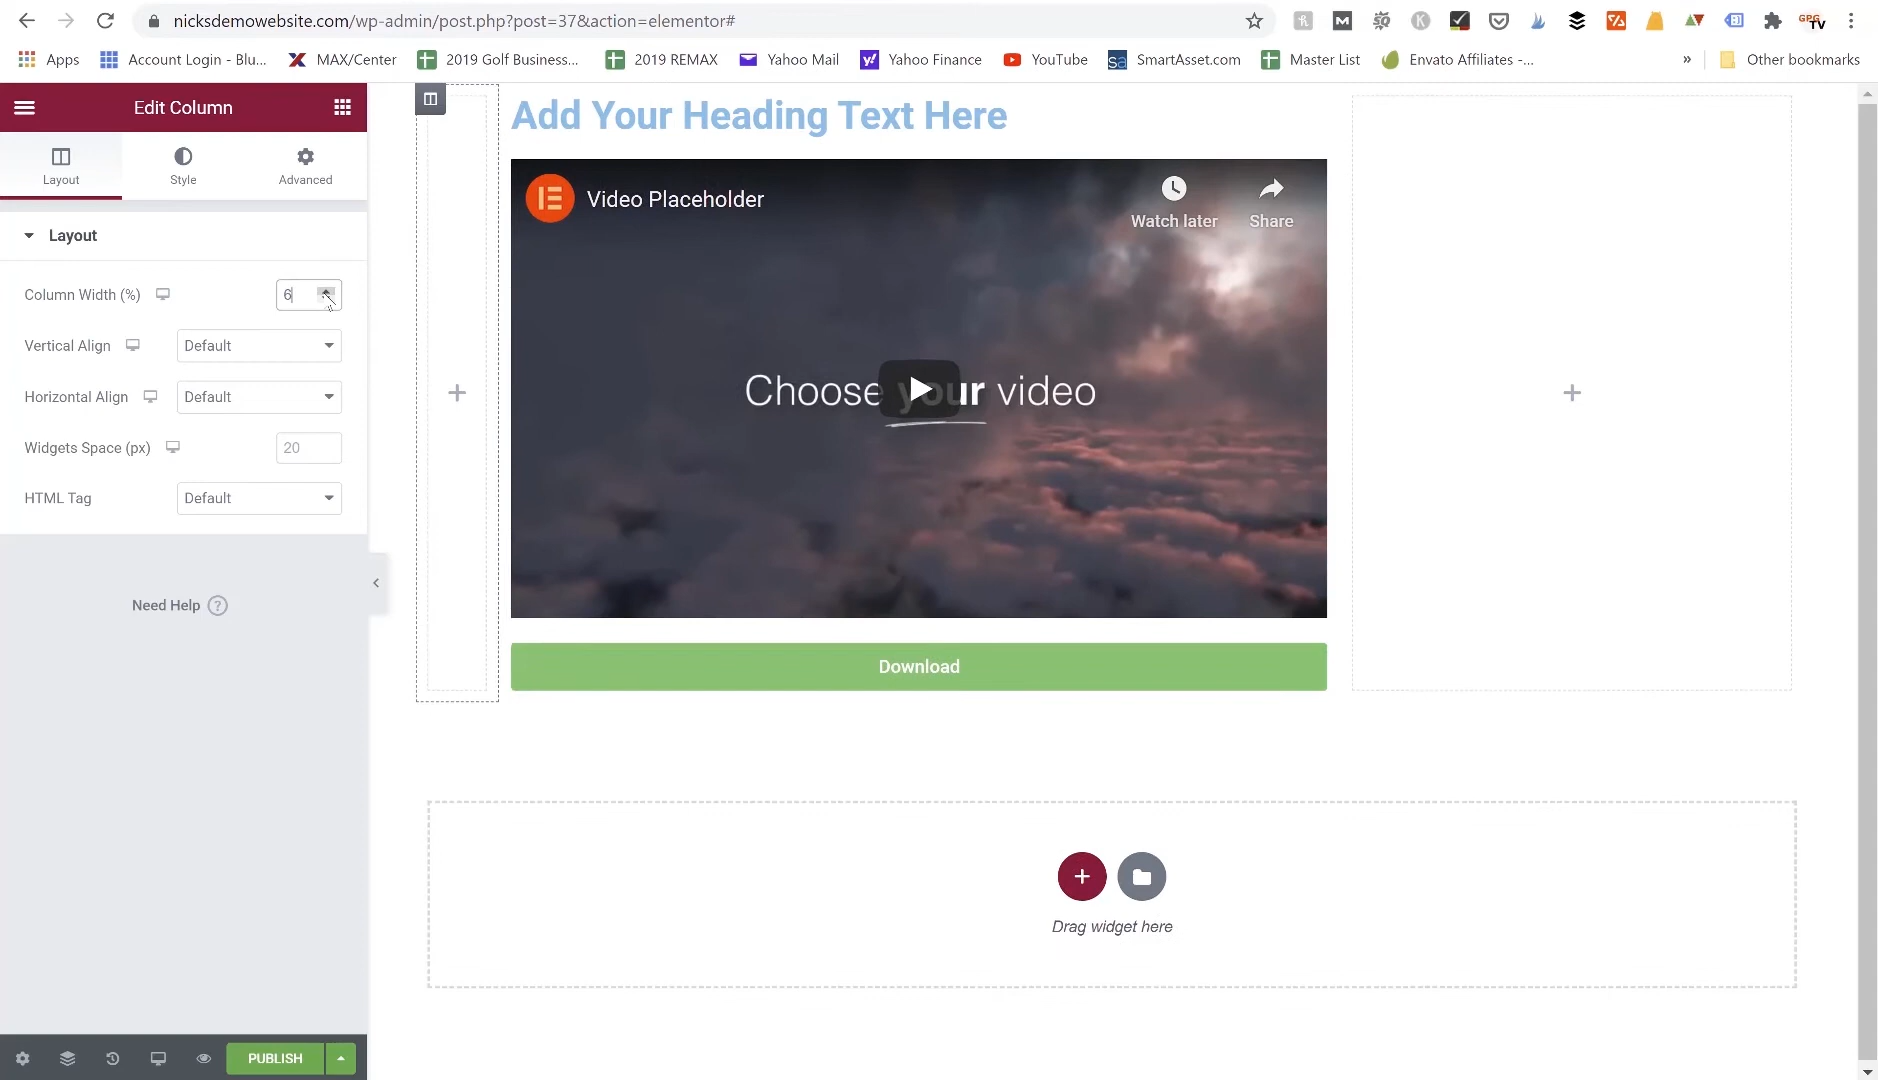 nicksdemowebsite.com/wp-admin/post.php?post=37&action=elementor#
Apps Account Login - Blu... MAX/Center 2019 Golf Business... 2019 REMAX Yahoo Mail Yahoo Finance YouTube SmartAsset.com Master List Envato Affiliates -... » Other bookmarks
Edit Column
Layout Style Advanced
Layout
Column Width (%) 6
Vertical Align Default
Horizontal Align Default
Widgets Space (px) 20
HTML Tag Default
Need Help ?
PUBLISH
Add Your Heading Text Here
Video Placeholder
Watch later Share
Choose your video
Download
Drag widget here